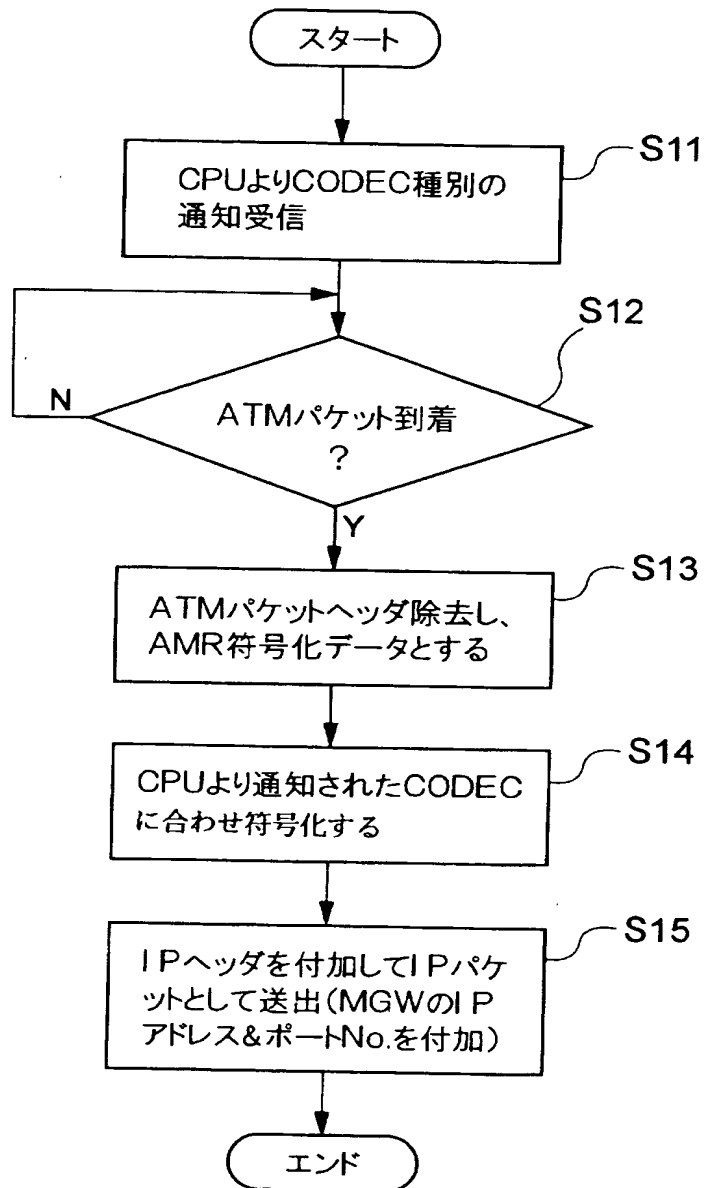 スタート
S11
CPUよりCODEC種別の
通知受信
S12
N
ATMパケット到着
?
Y
S13
ATMパケットヘッダ除去し、
AMR符号化データとする
S14
CPUより通知されたCODEC
に合わせ符号化する
S15
IPヘッダを付加してIPパケ
ットとして送出(MGWのIP
アドレス&ポートNo.を付加)
エンド